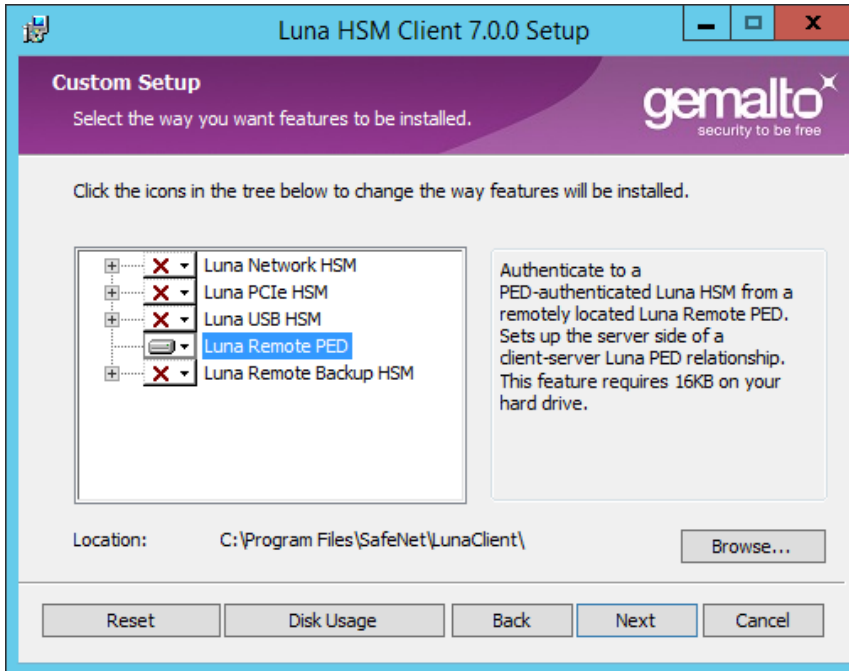 Luna HSM Client 7.0.0 Setup
Custom Setup
Select the way you want features to be installed.
gemalto
security to be free
Click the icons in the tree below to change the way features will be installed.
Luna Network HSM
Luna PCIe HSM
Luna USB HSM
Luna Remote PED
Luna Remote Backup HSM
Authenticate to a
PED-authenticated Luna HSM from a
remotely located Luna Remote PED.
Sets up the server side of a
client-server Luna PED relationship.
This feature requires 16KB on your
hard drive.
Location: C:\Program Files\SafeNet\LunaClient\
Browse...
Reset Disk Usage Back Next Cancel